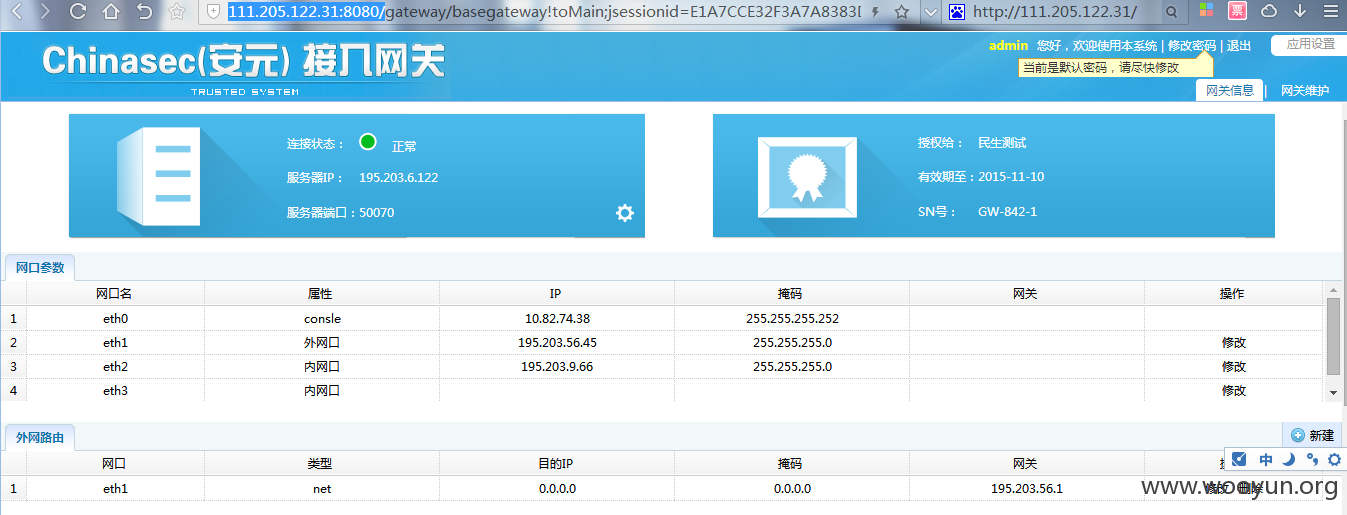 111.205.122.31:8080/gateway/basegateway!toMain;jsessionid=E1A7CCE32F3A7A8383D
http://111.205.122.31/
票
Chinasec(安元) 接入网关
TRUSTED SYSTEM
admin 您好，欢迎使用本系统 | 修改密码 | 退出
应用设置
当前是默认密码，请尽快修改
网关信息 | 网关维护
连接状态： 正常
服务器IP： 195.203.6.122
服务器端口：50070
授权给： 民生测试
有效期至：2015-11-10
SN号： GW-842-1
网口参数
网口名 属性 IP 掩码 网关 操作
1 eth0 consle 10.82.74.38 255.255.255.252
2 eth1 外网口 195.203.56.45 255.255.255.0 修改
3 eth2 内网口 195.203.9.66 255.255.255.0 修改
4 eth3 内网口 修改
外网路由
新建
中
网口 类型 目的IP 掩码 网关
1 eth1 net 0.0.0.0 0.0.0.0 195.203.56.1 修改 删除
www.wooyun.org